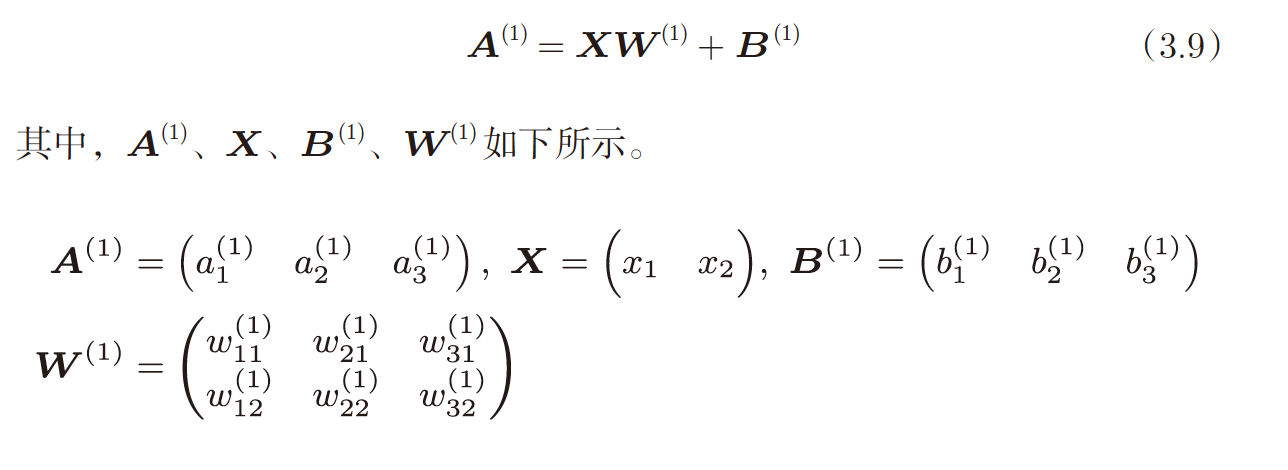 A^{(1)} = XW^{(1)} + B^{(1)} (3.9)
其中，A^{(1)}、X、B^{(1)}、W^{(1)}如下所示。
A^{(1)} = (a_1^{(1)} a_2^{(1)} a_3^{(1)}), X = (x_1 x_2), B^{(1)} = (b_1^{(1)} b_2^{(1)} b_3^{(1)})
W^{(1)} = (w_{11}^{(1)} w_{21}^{(1)} w_{31}^{(1)}
w_{12}^{(1)} w_{22}^{(1)} w_{32}^{(1)})